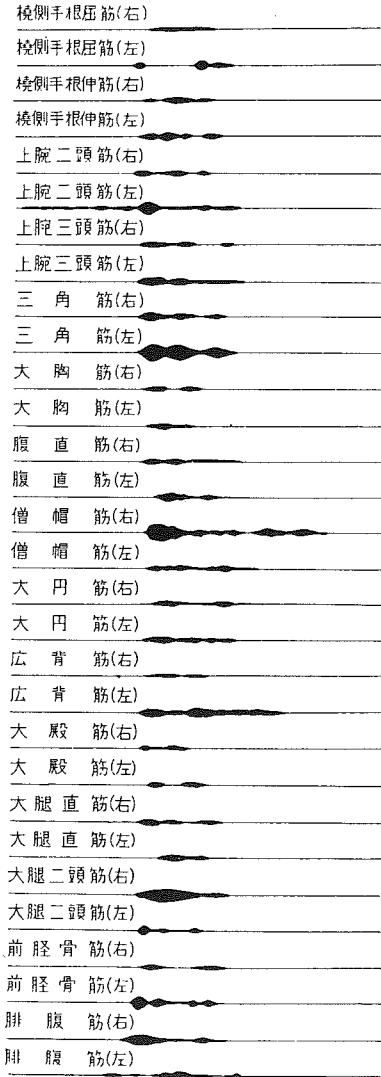 橈側手根屈筋(右)
橈側手根屈筋(左)
橈側手根伸筋(右)
橈側手根伸筋(左)
上腕二頭筋(右)
上腕二頭筋(左)
上腕三頭筋(右)
上腕三頭筋(左)
三角筋(右)
三角筋(左)
大胸筋(右)
大胸筋(左)
腹直筋(右)
腹直筋(左)
僧帽筋(右)
僧帽筋(左)
大円筋(右)
大円筋(左)
広背筋(右)
広背筋(左)
大殿筋(右)
大殿筋(左)
大腿直筋(右)
大腿直筋(左)
大腿二頭筋(右)
大腿二頭筋(左)
前脛骨筋(右)
前脛骨筋(左)
腓腹筋(右)
腓腹筋(左)